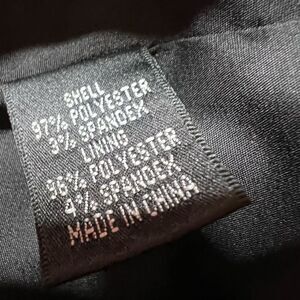 SHELL
97% POLYESTER
3% SPANDEX
LINING
96% POLYESTER
4% SPANDEX
MADE IN CHINA